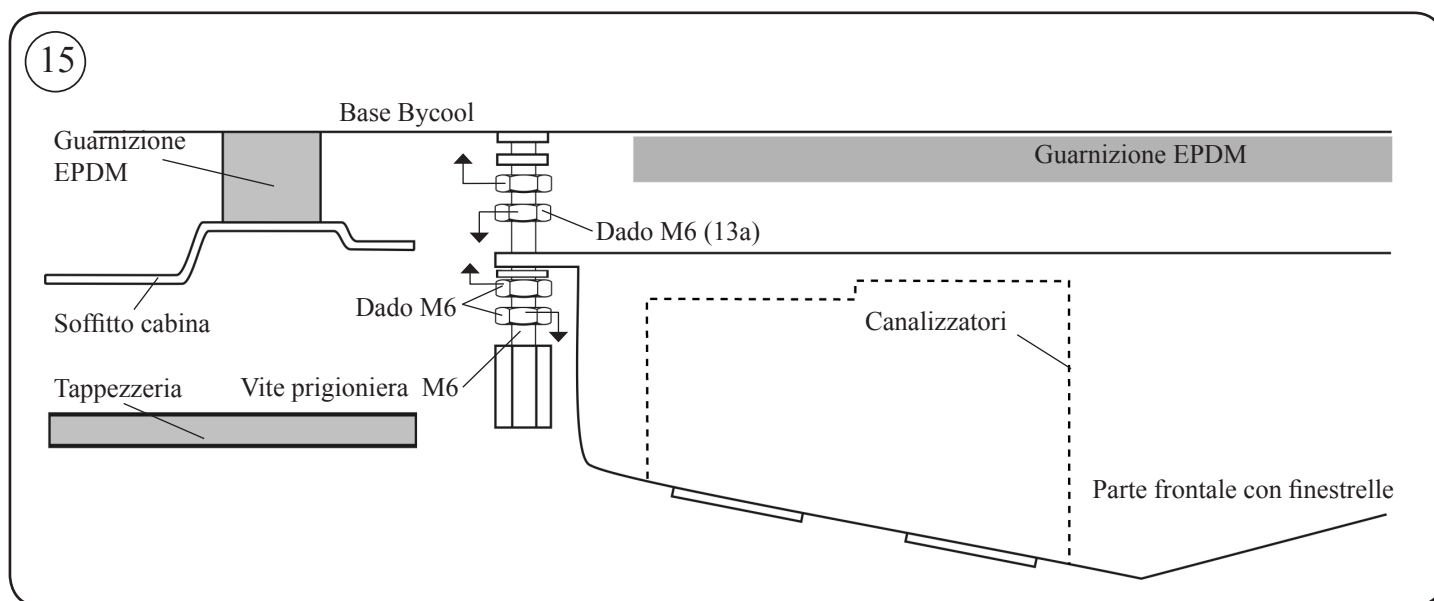 15
Base Bycool
Guarnizione
EPDM
Guarnizione EPDM
Dado M6 (13a)
Soffitto cabina
Dado M6
Canalizzatori
Tappezzeria
Vite prigioniera M6
Parte frontale con finestrelle